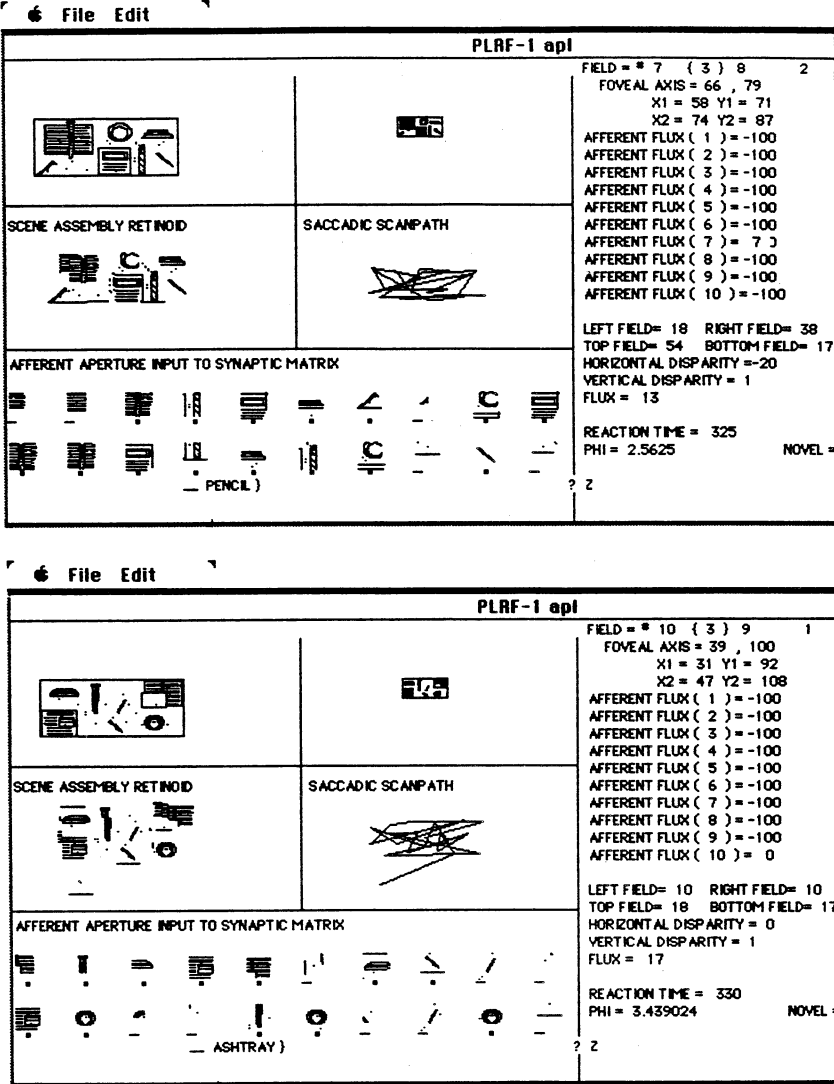 File Edit
PLRF-1 apl
FIELD = # 7 { 3 } 8 2
FOVEAL AXIS = 66 , 79
X1 = 58 Y1 = 71
X2 = 74 Y2 = 87
AFFERENT FLUX ( 1 ) = -100
AFFERENT FLUX ( 2 ) = -100
AFFERENT FLUX ( 3 ) = -100
AFFERENT FLUX ( 4 ) = -100
AFFERENT FLUX ( 5 ) = -100
AFFERENT FLUX ( 6 ) = -100
AFFERENT FLUX ( 7 ) = 7
AFFERENT FLUX ( 8 ) = -100
AFFERENT FLUX ( 9 ) = -100
AFFERENT FLUX ( 10 ) = -100
SCENE ASSEMBLY RETINOID
SACCADIC SCANPATH
LEFT FIELD= 18 RIGHT FIELD= 38
TOP FIELD= 54 BOTTOM FIELD= 17
HORIZONTAL DISPARITY =-20
VERTICAL DISPARITY = 1
FLUX = 13
AFFERENT APERTURE INPUT TO SYNAPTIC MATRIX
REACTION TIME = 325
PHI = 2.5625 NOVEL =
__ PENCIL } ? Z
File Edit
PLRF-1 apl
FIELD = # 10 { 3 } 9 1
FOVEAL AXIS = 39 , 100
X1 = 31 Y1 = 92
X2 = 47 Y2 = 108
AFFERENT FLUX ( 1 ) = -100
AFFERENT FLUX ( 2 ) = -100
AFFERENT FLUX ( 3 ) = -100
AFFERENT FLUX ( 4 ) = -100
AFFERENT FLUX ( 5 ) = -100
AFFERENT FLUX ( 6 ) = -100
AFFERENT FLUX ( 7 ) = -100
AFFERENT FLUX ( 8 ) = -100
AFFERENT FLUX ( 9 ) = -100
AFFERENT FLUX ( 10 ) = 0
SCENE ASSEMBLY RETINOID
SACCADIC SCANPATH
LEFT FIELD= 10 RIGHT FIELD= 10
TOP FIELD= 18 BOTTOM FIELD= 17
HORIZONTAL DISPARITY = 0
VERTICAL DISPARITY = 1
FLUX = 17
AFFERENT APERTURE INPUT TO SYNAPTIC MATRIX
REACTION TIME = 330
PHI = 3.439024 NOVEL =
__ ASHTRAY } ? Z